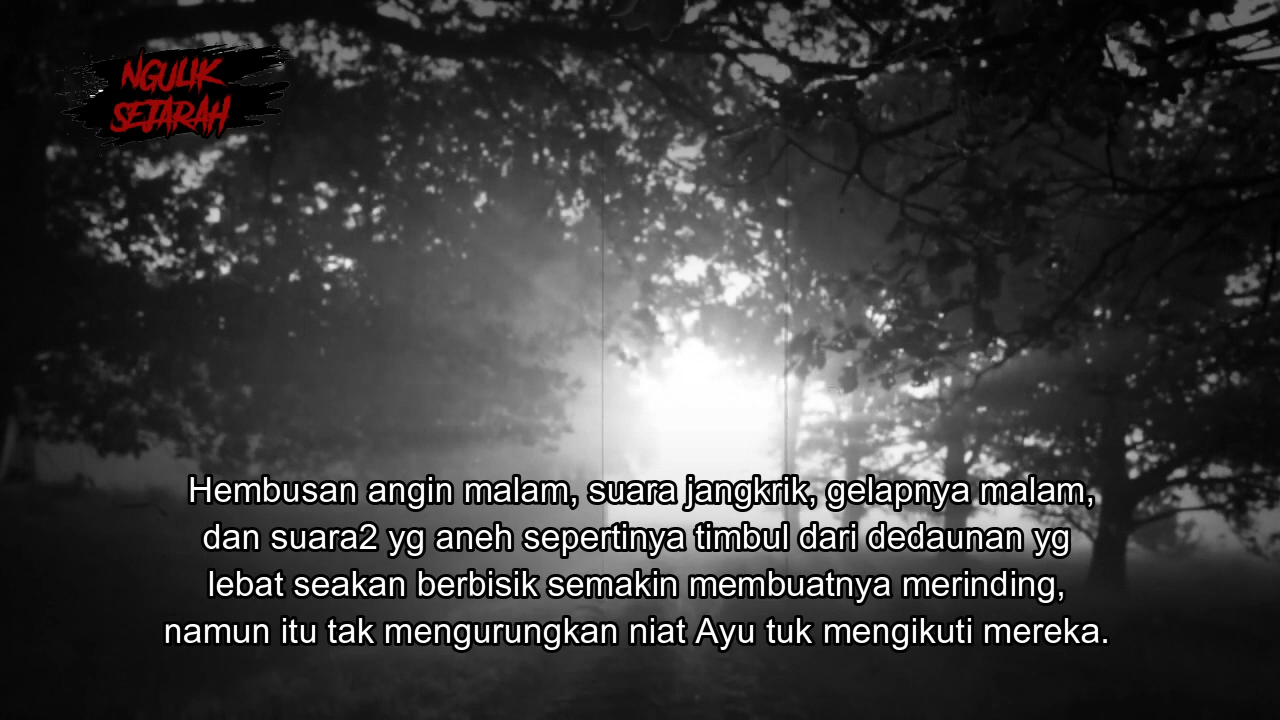 NGULIK
SEJARAH
Hembusan angin malam, suara jangkrik, gelapnya malam,
dan suara2 yg aneh sepertinya timbul dari dedaunan yg
lebat seakan berbisik semakin membuatnya merinding,
namun itu tak mengurungkan niat Ayu tuk mengikuti mereka.